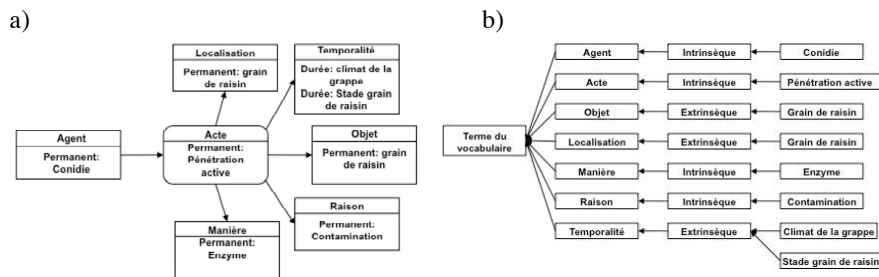 a)
Localisation
Permanent: grain
de raisin
Temporalité
Durée: climat de la
grappe
Durée: Stade grain
de raisin
Agent
Permanent:
Conidie
Acte
Permanent:
Pénétration
active
Objet
Permanent: grain
de raisin
Raison
Permanent:
Contamination
Manière
Permanent:
Enzyme
b)
Terme du
vocabulaire
Agent
Intrinsèque
Conidie
Acte
Intrinsèque
Pénétration active
Objet
Extrinsèque
Grain de raisin
Localisation
Extrinsèque
Grain de raisin
Manière
Intrinsèque
Enzyme
Raison
Intrinsèque
Contamination
Temporalité
Extrinsèque
Climat de la grappe
Stade grain de raisin